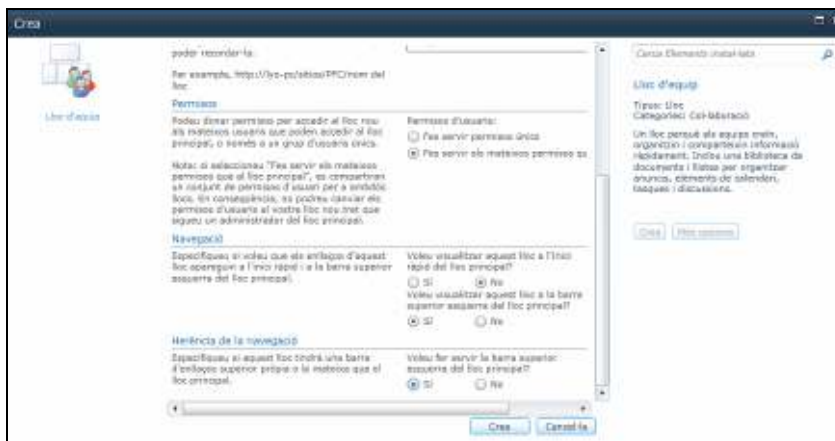 Crea
Lloc d'equip
poder recordar-la.
Per exemple, http://lyo-pc/sitios/PFC/nom del
lloc
Permisos
Podeu donar permisos per accedir al lloc nou
als mateixos usuaris que poden accedir al lloc
principal, o només a un grup d'usuaris únics.
Nota: si seleccioneu "Fes servir els mateixos
permisos que al lloc principal", es compartiran
un conjunt de permisos d'usuari per a ambdós
llocs. En conseqüència, no podreu canviar els
permisos d'usuari al vostre lloc nou tret que
sigueu un administrador del lloc principal.
Permisos d'usuaris:
Fes servir permisos únics
Fes servir els mateixos permisos qu
Navegació
Especifiqueu si voleu que els enllaços d'aquest
lloc apareguin a l'inici ràpid i a la barra superior
esquerra del lloc principal.
Voleu visualitzar aquest lloc a l'inici
ràpid del lloc principal?
Sí No
Voleu visualitzar aquest lloc a la barra
superior esquerra del lloc principal?
Sí No
Herència de la navegació
Especifiqueu si aquest lloc tindrà una barra
d'enllaços superior pròpia o la mateixa que el
lloc principal.
Voleu fer servir la barra superior
esquerra del lloc principal?
Sí No
Crea Cancel·la
Cerca Elements instal·lats
Lloc d'equip
Tipus: Lloc
Categories: Col·laboració
Un lloc perquè els equips creïn,
organitzin i comparteixin informació
ràpidament. Inclou una biblioteca de
documents i llistes per organitzar
anuncis, elements de calendari,
tasques i discussions.
Crea Més opcions